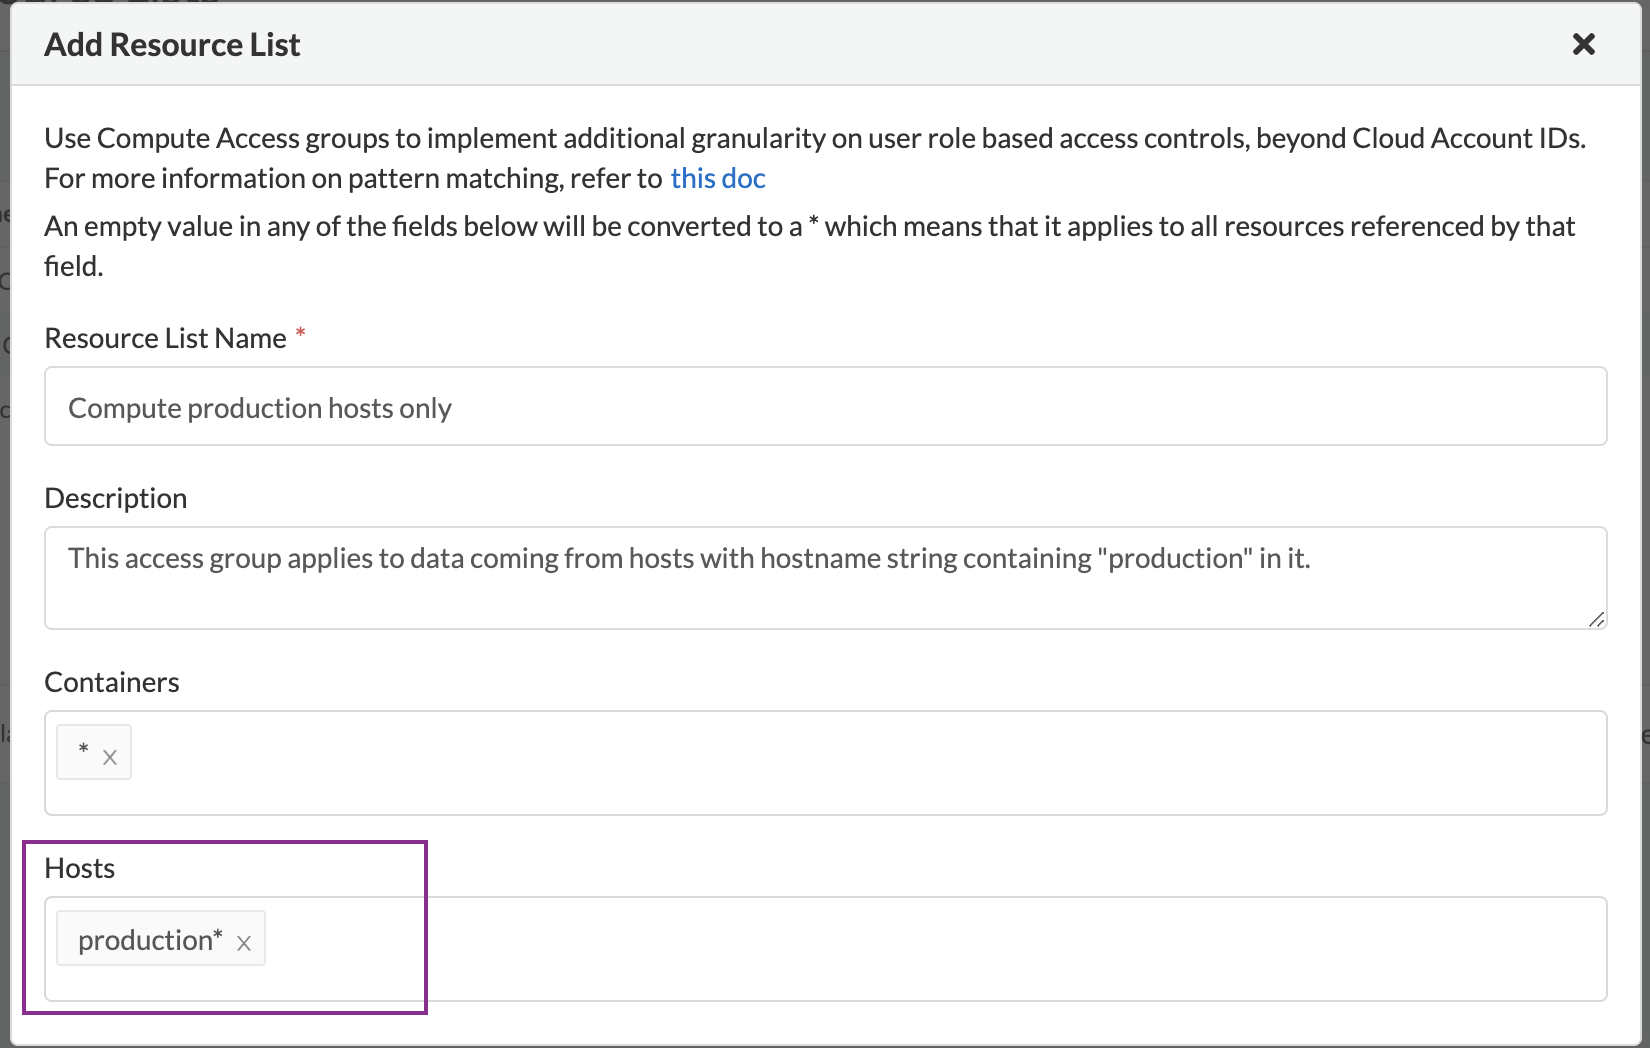 Add Resource List
Use Compute Access groups to implement additional granularity on user role based access controls, beyond Cloud Account IDs.
For more information on pattern matching, refer to this doc
An empty value in any of the fields below will be converted to a * which means that it applies to all resources referenced by that
field.
Resource List Name *
Compute production hosts only
Description
This access group applies to data coming from hosts with hostname string containing "production" in it.
Containers
* x
Hosts
production* x